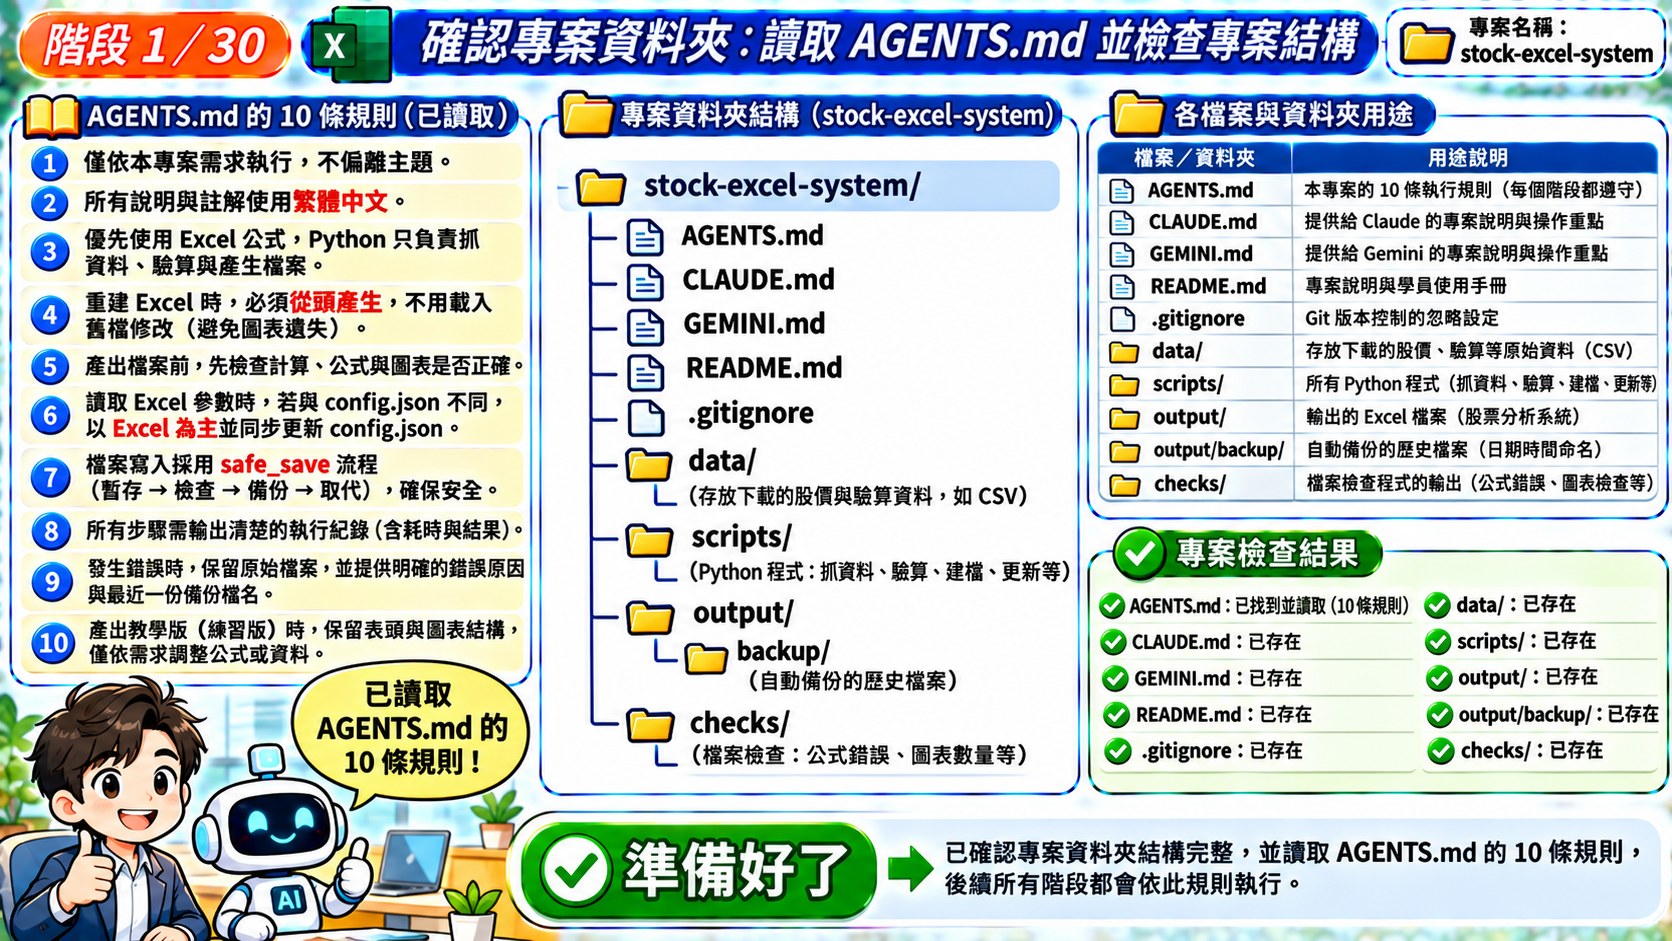 階段 1／30
X
確認專案資料夾：讀取 AGENTS.md 並檢查專案結構
專案名稱：
stock-excel-system
AGENTS.md 的 10 條規則（已讀取）
1 僅依本專案需求執行，不偏離主題。
2 所有說明與註解使用繁體中文。
3 優先使用 Excel 公式，Python 只負責抓
資料、驗算與產生檔案。
4 重建 Excel 時，必須從頭產生，不用載入
舊檔修改（避免圖表遺失）。
5 產出檔案前，先檢查計算、公式與圖表是否正確。
6 讀取 Excel 參數時，若與 config.json 不同，
以 Excel 為主並同步更新 config.json。
7 檔案寫入採用 safe_save 流程
（暫存 → 檢查 → 備份 → 取代），確保安全。
8 所有步驟需輸出清楚的執行紀錄（含耗時與結果）。
9 發生錯誤時，保留原始檔案，並提供明確的錯誤原因
與最近一份備份檔名。
10 產出教學版（練習版）時，保留表頭與圖表結構，
僅依需求調整公式或資料。
已讀取
AGENTS.md 的
10 條規則！
AI
專案資料夾結構（stock-excel-system）
stock-excel-system/
AGENTS.md
CLAUDE.md
GEMINI.md
README.md
.gitignore
data/
（存放下載的股價與驗算資料，如 CSV）
scripts/
（Python 程式：抓資料、驗算、建檔、更新等）
output/
backup/
（自動備份的歷史檔案）
checks/
（檔案檢查：公式錯誤、圖表數量等）
各檔案與資料夾用途
檔案／資料夾 用途說明
AGENTS.md 本專案的 10 條執行規則（每個階段都遵守）
CLAUDE.md 提供給 Claude 的專案說明與操作重點
GEMINI.md 提供給 Gemini 的專案說明與操作重點
README.md 專案說明與學員使用手冊
.gitignore Git 版本控制的忽略設定
data/ 存放下載的股價、驗算等原始資料（CSV）
scripts/ 所有 Python 程式（抓資料、驗算、建檔、更新等）
output/ 輸出的 Excel 檔案（股票分析系統）
output/backup/ 自動備份的歷史檔案（日期時間命名）
checks/ 檔案檢查程式的輸出（公式錯誤、圖表檢查等）
專案檢查結果
AGENTS.md：已找到並讀取（10 條規則）
CLAUDE.md：已存在
GEMINI.md：已存在
README.md：已存在
.gitignore：已存在
data/：已存在
scripts/：已存在
output/：已存在
output/backup/：已存在
checks/：已存在
準備好了
已確認專案資料夾結構完整，並讀取 AGENTS.md 的 10 條規則，
後續所有階段都會依此規則執行。